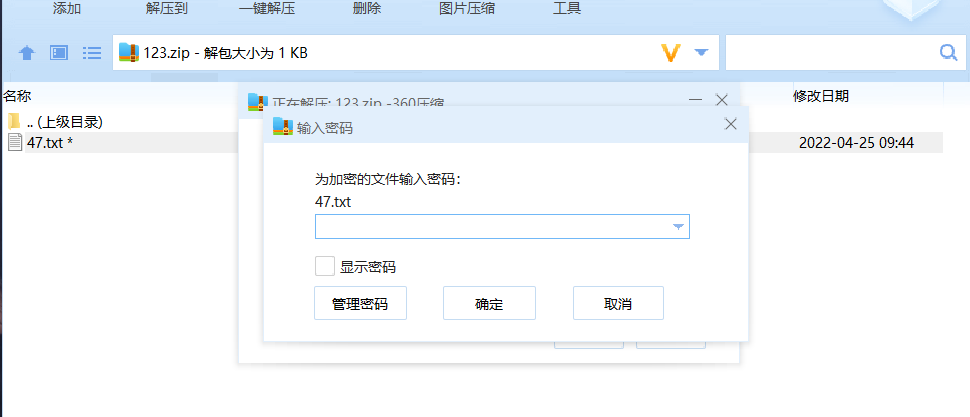 添加 解压到 一键解压 删除 图片压缩 工具
123.zip - 解包大小为 1 KB
名称 修改日期
.. (上级目录)
47.txt * 2022-04-25 09:44
正在解压: 123.zip -360压缩
输入密码
为加密的文件输入密码：
47.txt
显示密码
管理密码 确定 取消